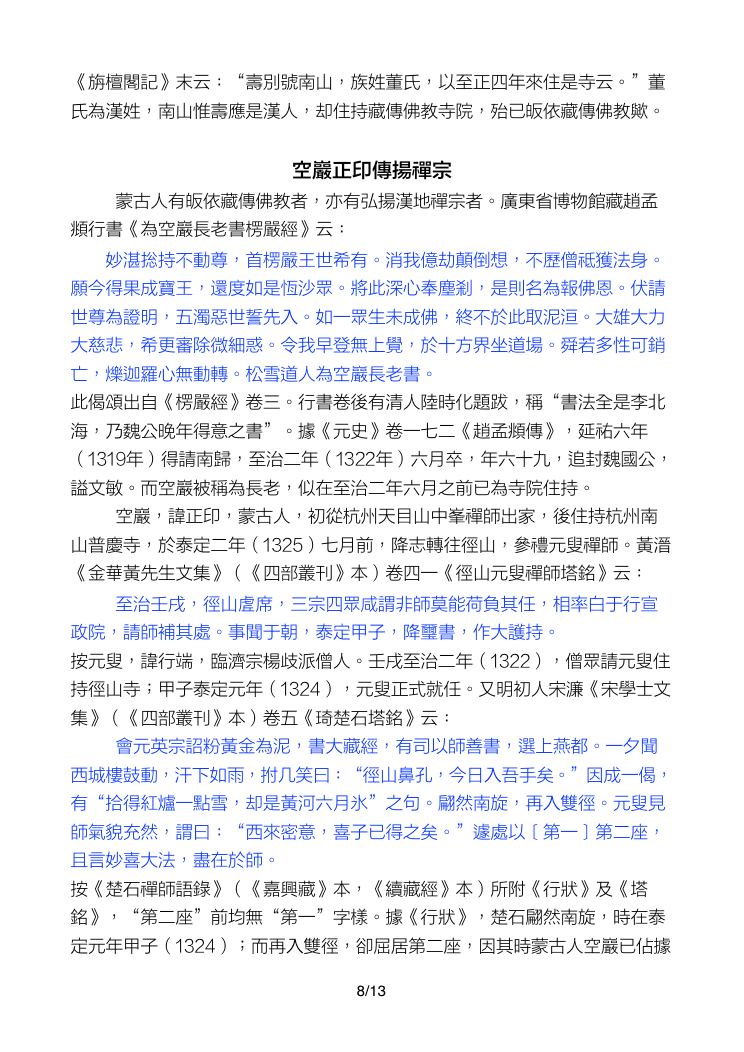 《旃檀閣記》末云：“壽別號南山，族姓董氏，以至正四年來住是寺云。”董
氏為漢姓，南山惟壽應是漢人，却住持藏傳佛教寺院，殆已皈依藏傳佛教歟。
空巖正印傳揚禪宗
蒙古人有皈依藏傳佛教者，亦有弘揚漢地禪宗者。廣東省博物館藏趙孟
頫行書《為空巖長老書楞嚴經》云：
妙湛捴持不動尊，首楞嚴王世希有。消我億劫顛倒想，不歷僧祗獲法身。
願今得果成寶王，還度如是恆沙眾。將此深心奉塵剎，是則名為報佛恩。伏請
世尊為證明，五濁惡世誓先入。如一眾生未成佛，終不於此取泥洹。大雄大力
大慈悲，希更審除微細惑。令我早登無上覺，於十方界坐道場。舜若多性可銷
亡，爍迦羅心無動轉。松雪道人為空巖長老書。
此偈頌出自《楞嚴經》卷三。行書卷後有清人陸時化題跋，稱“書法全是李北
海，乃魏公晚年得意之書”。據《元史》卷一七二《趙孟頫傳》，延祐六年
（1319年）得請南歸，至治二年（1322年）六月卒，年六十九，追封魏國公，
謚文敏。而空巖被稱為長老，似在至治二年六月之前已為寺院住持。
空巖，諱正印，蒙古人，初從杭州天目山中峯禪師出家，後住持杭州南
山普慶寺，於泰定二年（1325）七月前，降志轉往徑山，參禮元叟禪師。黃溍
《金華黃先生文集》（《四部叢刊》本）卷四一《徑山元叟禪師塔銘》云：
至治壬戌，徑山虗席，三宗四眾咸謂非師莫能荷負其任，相率白于行宣
政院，請師補其處。事聞于朝，泰定甲子，降璽書，作大護持。
按元叟，諱行端，臨濟宗楊歧派僧人。壬戌至治二年（1322），僧眾請元叟住
持徑山寺；甲子泰定元年（1324），元叟正式就任。又明初人宋濂《宋學士文
集》（《四部叢刊》本）卷五《琦楚石塔銘》云：
會元英宗詔粉黃金為泥，書大藏經，有司以師善書，選上燕都。一夕聞
西城樓鼓動，汗下如雨，拊几笑曰：“徑山鼻孔，今日入吾手矣。”因成一偈，
有“拾得紅爐一點雪，却是黃河六月氷”之句。翩然南旋，再入雙徑。元叟見
師氣貌充然，謂曰：“西來密意，喜子已得之矣。”遽處以［第一］第二座，
且言妙喜大法，盡在於師。
按《楚石禪師語錄》（《嘉興藏》本，《續藏經》本）所附《行狀》及《塔
銘》，“第二座”前均無“第一”字樣。據《行狀》，楚石翩然南旋，時在泰
定元年甲子（1324）；而再入雙徑，卻屈居第二座，因其時蒙古人空巖已佔據
8/13